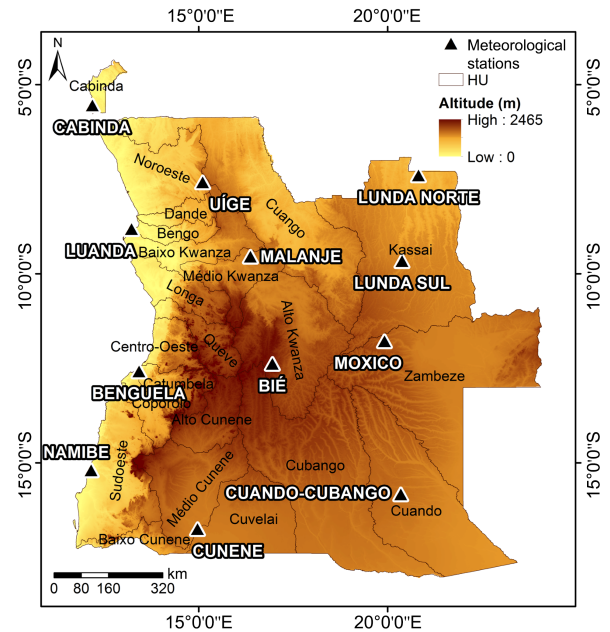 15°0'0"E 20°0'0"E
N
Meteorological
stations
HU
Altitude (m)
High : 2465
Low : 0
5°0'0"S 5°0'0"S
Cabinda
CABINDA
Noroeste
UÍGE
LUNDA NORTE
Dande
Cuango
Bengo
LUANDA
Baixo Kwanza
MALANJE
Kassai
LUNDA SUL
10°0'0"S 10°0'0"S
Médio Kwanza
Longa
Alto Kwanza
Centro-Oeste
Quêve
MOXICO
Zambeze
BIÉ
Catumbela
BENGUELA
Coporolo
Alto Cunene
NAMIBE
15°0'0"S 15°0'0"S
Sudoeste
Médio Cunene
Cubango
CUANDO-CUBANGO
Cuando
Cuvelai
Baixo Cunene
CUNENE
km
0 80 160 320
15°0'0"E 20°0'0"E